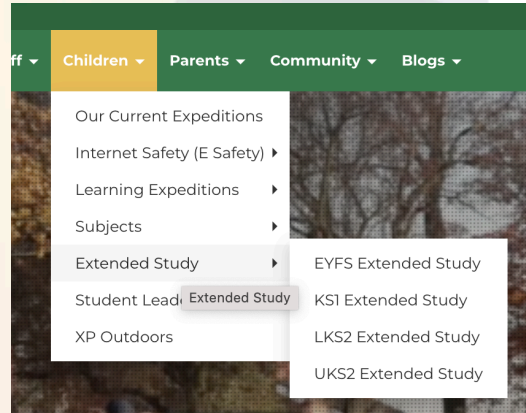 ff
Children
Parents
Community
Blogs
Our Current Expeditions
Internet Safety (E Safety)
Learning Expeditions
Subjects
Extended Study
Extended Study
XP Outdoors
EYFS Extended Study
KS1 Extended Study
LKS2 Extended Study
UKS2 Extended Study